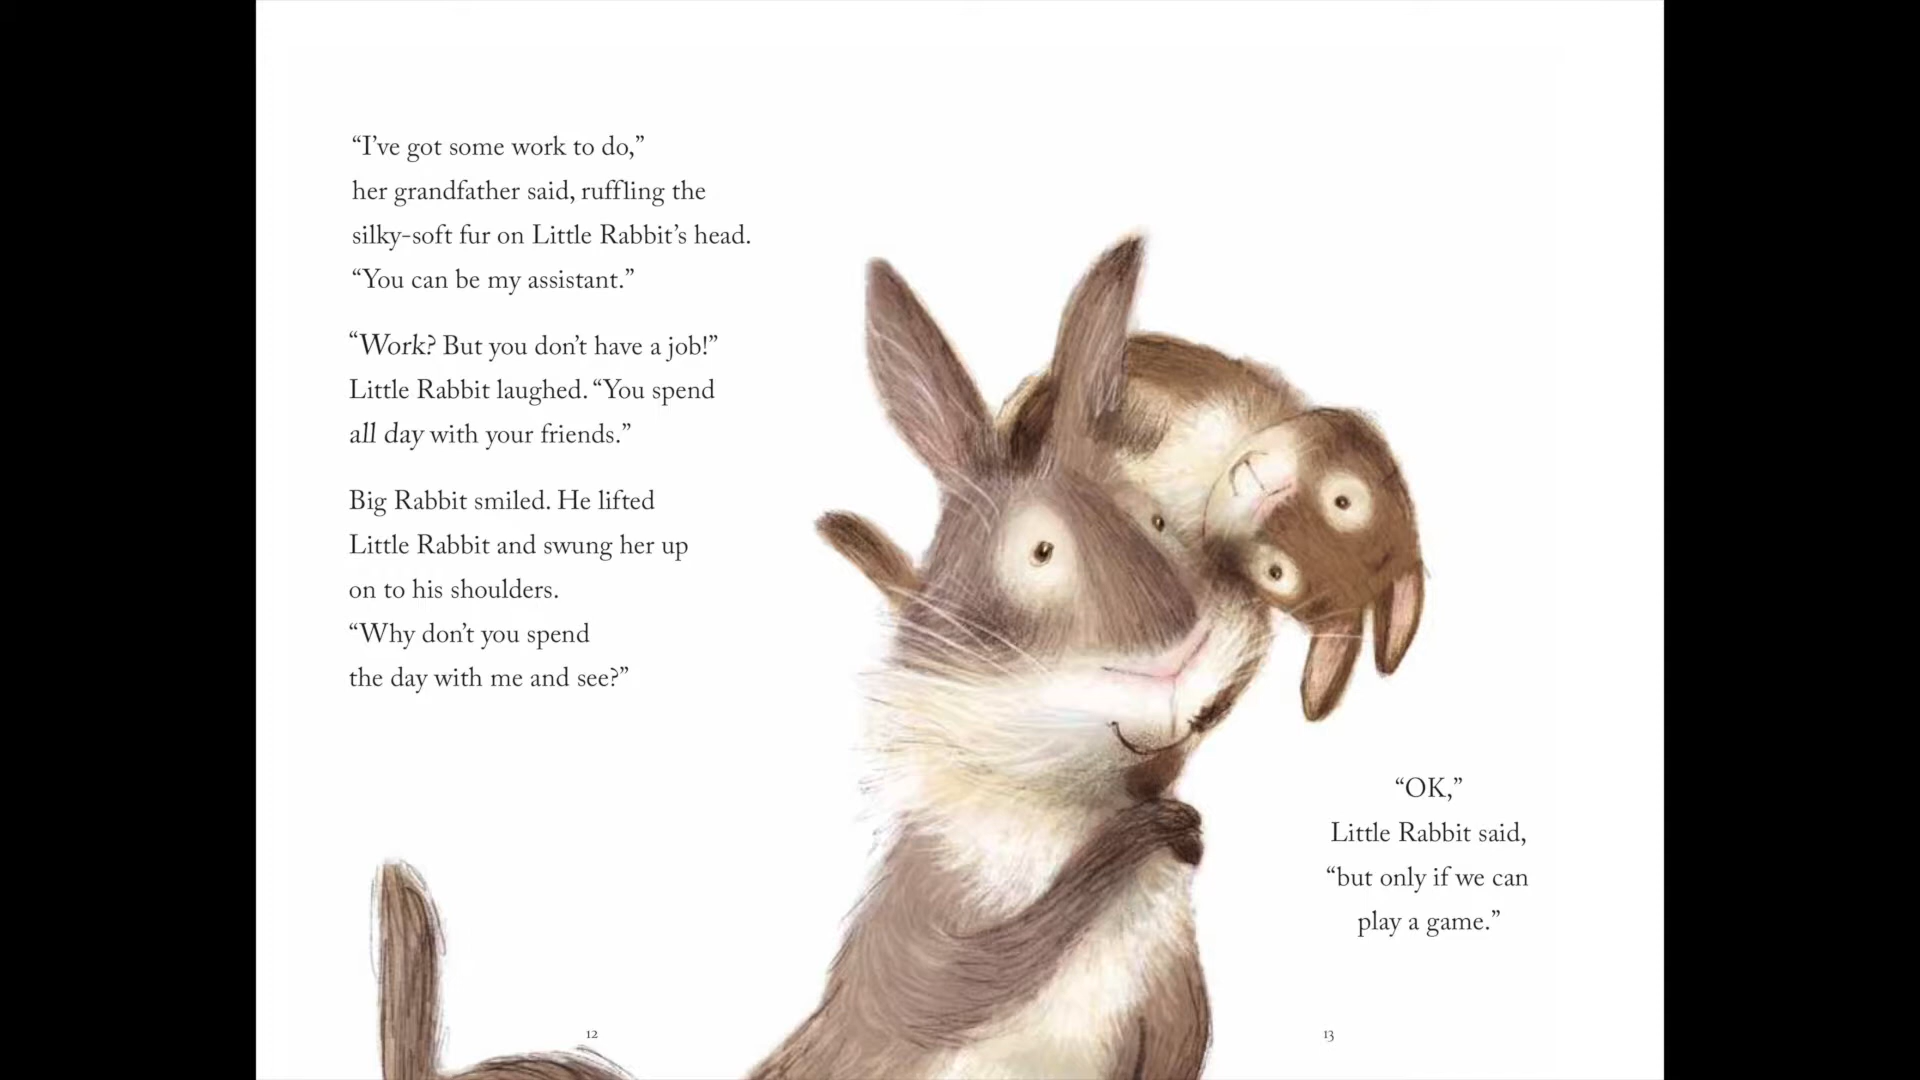 “I’ve got some work to do,”
her grandfather said, ruffling the
silky-soft fur on Little Rabbit’s head.
“You can be my assistant.”
“Work? But you don’t have a job!”
Little Rabbit laughed. “You spend
all day with your friends.”
Big Rabbit smiled. He lifted
Little Rabbit and swung her up
on to his shoulders.
“Why don’t you spend
the day with me and see?”
12
“OK,”
Little Rabbit said,
“but only if we can
play a game.”
13